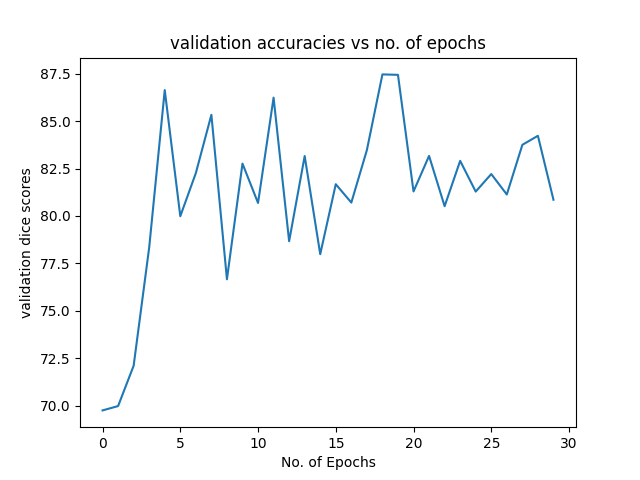 validation accuracies vs no. of epochs
87.5
85.0
82.5
80.0
77.5
75.0
72.5
70.0
validation dice scores
0 5 10 15 20 25 30
No. of Epochs